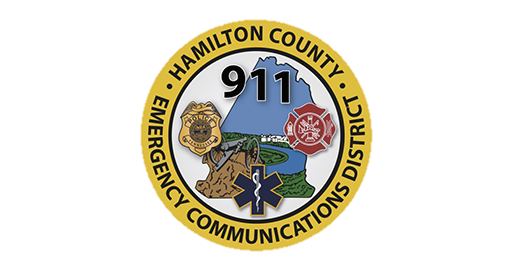 · HAMILTON COUNTY ·
EMERGENCY COMMUNICATIONS DISTRICT
911
POLICE